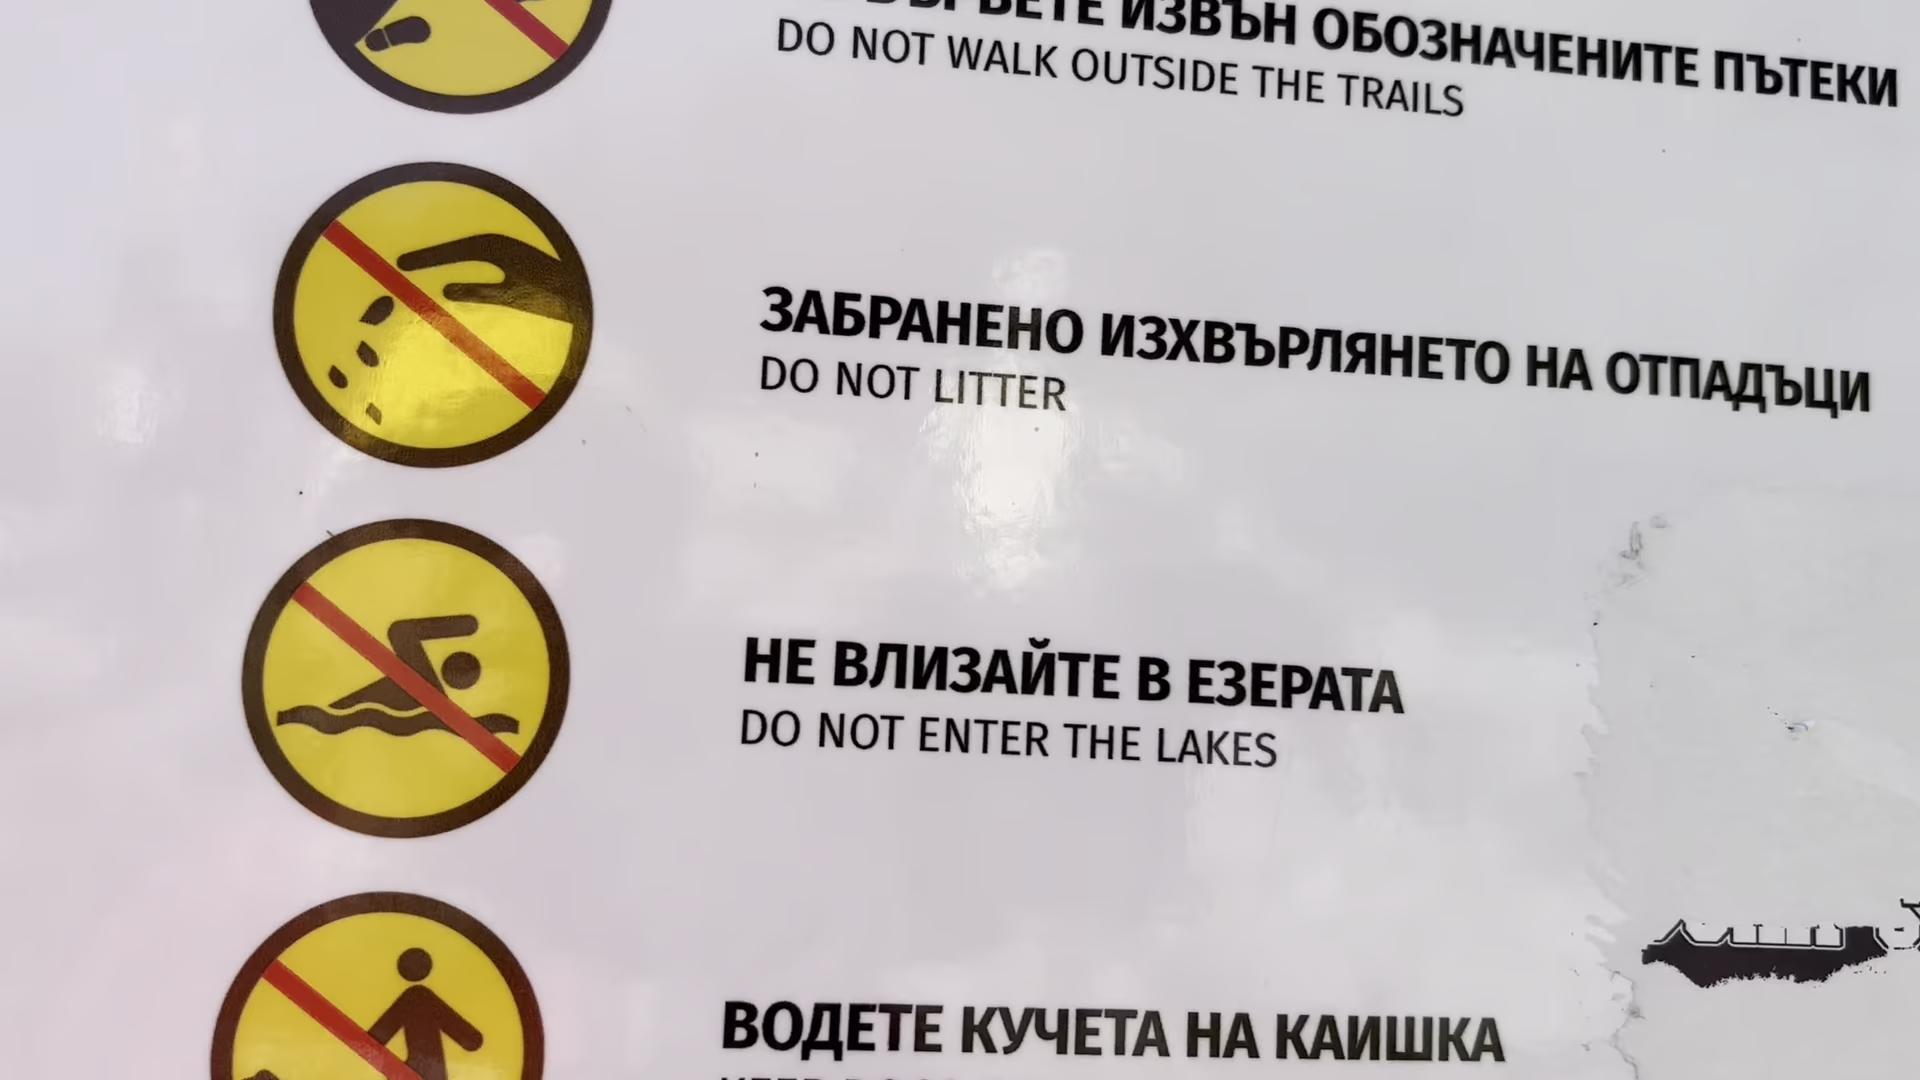 ИЗВЪН ОБОЗНАЧЕНИТЕ ПЪТЕКИ
DO NOT WALK OUTSIDE THE TRAILS
ЗАБРАНЕНО ИЗХВЪРЛЯНЕТО НА ОТПАДЪЦИ
DO NOT LITTER
НЕ ВЛИЗАЙТЕ В ЕЗЕРАТА
DO NOT ENTER THE LAKES
ВОДЕТЕ КУЧЕТА НА КАИШКА